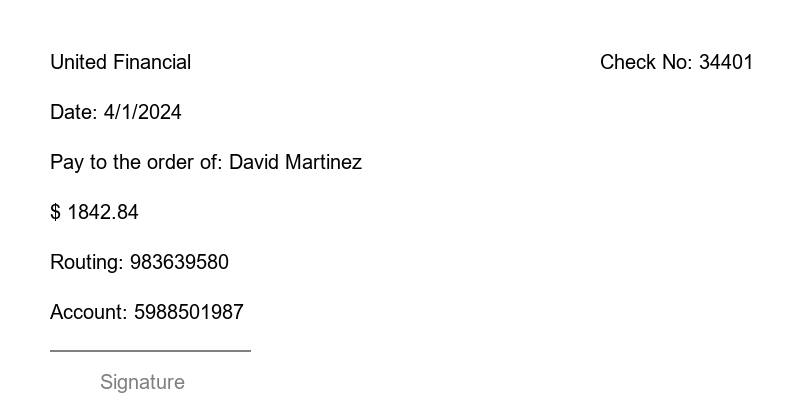 United Financial
Check No: 34401
Date: 4/1/2024
Pay to the order of: David Martinez
$ 1842.84
Routing: 983639580
Account: 5988501987
Signature